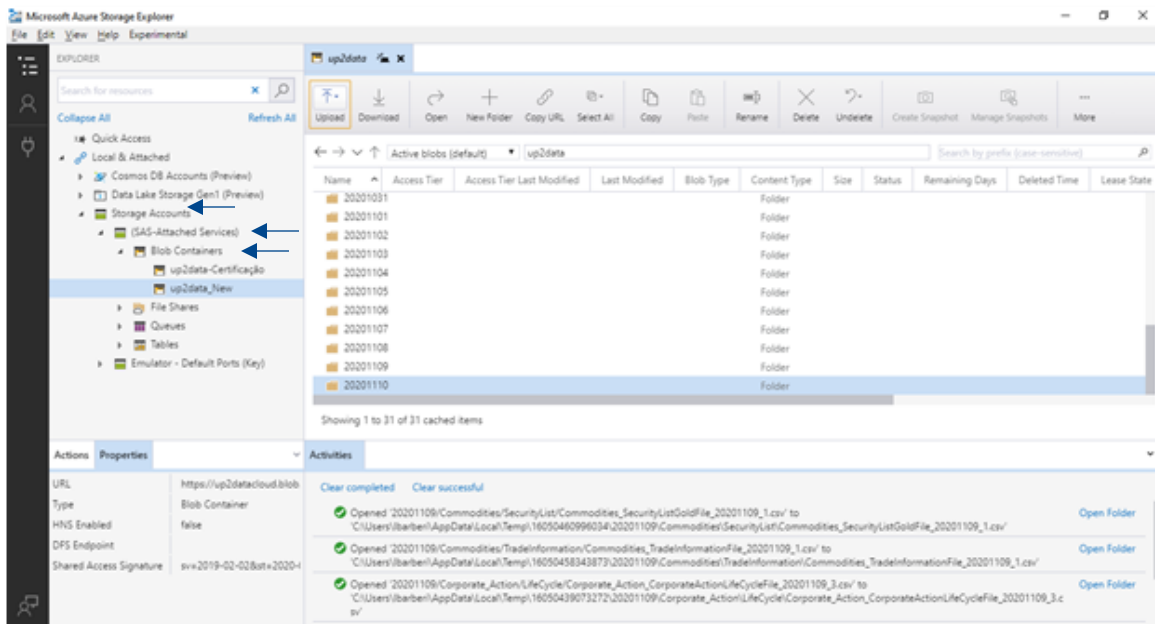 Microsoft Azure Storage Explorer
File Edit View Help Experimental
EXPLORER
Search for resources
Collapse All Refresh All
Quick Access
Local & Attached
Cosmos DB Accounts (Preview)
Data Lake Storage Gen1 (Preview)
Storage Accounts
(SAS-Attached Services)
Blob Containers
up2data-Certificação
up2data_New
File Shares
Queues
Tables
Emulator - Default Ports (Key)
up2data
Upload Download Open New Folder Copy URL Select All Copy Paste Rename Delete Undelete Create Snapshot Manage Snapshots More
Active blobs (default) up2data Search by prefix (case-sensitive)
Name Access Tier Access Tier Last Modified Last Modified Blob Type Content Type Size Status Remaining Days Deleted Time Lease State
20201031 Folder
20201101 Folder
20201102 Folder
20201103 Folder
20201104 Folder
20201105 Folder
20201106 Folder
20201107 Folder
20201108 Folder
20201109 Folder
20201110 Folder
Showing 1 to 31 of 31 cached items
Actions Properties
URL https://up2datacloud.blob
Type Blob Container
HNS Enabled false
DFS Endpoint
Shared Access Signature sv=2019-02-02&st=2020-
Activities
Clear completed Clear successful
Opened '20201109/Commodities/SecurityList/Commodities_SecurityListGoldFile_20201109_1.csv' to Open Folder
'C:\Users\lbarben\AppData\Local\Temp\16050460996034\20201109\Commodities\SecurityList\Commodities_SecurityListGoldFile_20201109_1.csv'
Opened '20201109/Commodities/TradeInformation/Commodities_TradeInformationFile_20201109_1.csv' to Open Folder
'C:\Users\lbarben\AppData\Local\Temp\16050458343873\20201109\Commodities\TradeInformation\Commodities_TradeInformationFile_20201109_1.csv'
Opened '20201109/Corporate_Action/LifeCycle/Corporate_Action_CorporateActionLifeCycleFile_20201109_3.csv' to Open Folder
'C:\Users\lbarben\AppData\Local\Temp\16050439073272\20201109\Corporate_Action\LifeCycle\Corporate_Action_CorporateActionLifeCycleFile_20201109_3.c
sv'